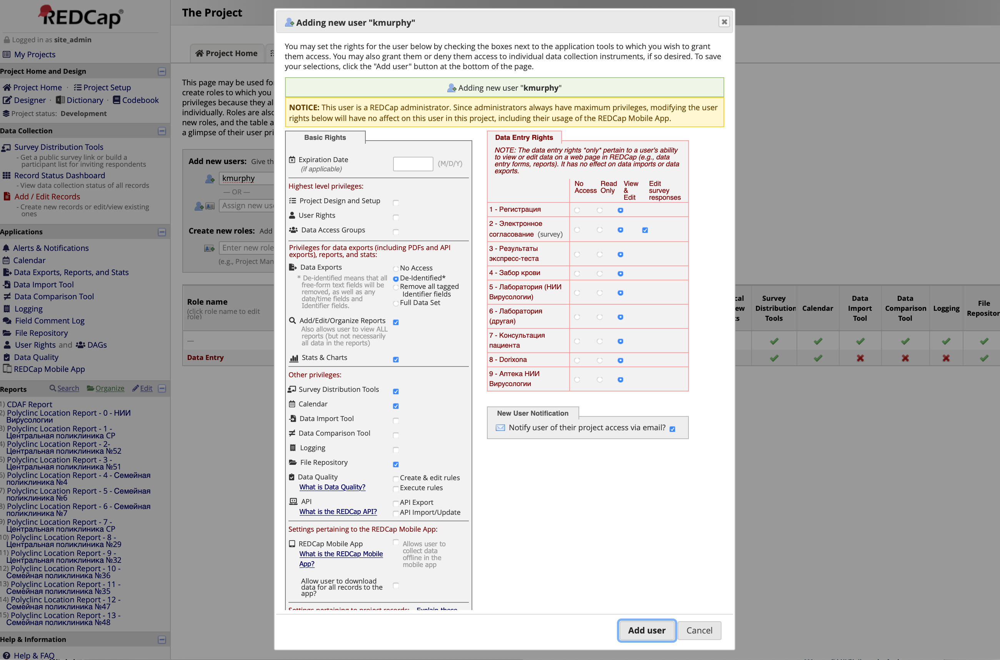 REDCap®
Logged in as site_admin
My Projects
Project Home and Design
Project Home · Project Setup
Designer · Dictionary · Codebook
Project status: Development
Data Collection
Survey Distribution Tools
- Get a public survey link or build a
participant list for inviting respondents
Record Status Dashboard
- View data collection status of all records
Add / Edit Records
- Create new records or edit/view existing
ones
Applications
Alerts & Notifications
Calendar
Data Exports, Reports, and Stats
Data Import Tool
Data Comparison Tool
Logging
Field Comment Log
File Repository
User Rights and DAGs
Data Quality
REDCap Mobile App
Reports Search Organize Edit
1) CDAF Report
2) Polyclinc Location Report - 0 - НИИ
Вирусологии
3) Polyclinc Location Report - 1 -
Центральная поликлиника СР
4) Polyclinc Location Report - 2-
Центральная поликлиника №52
5) Polyclinc Location Report - 3 -
Центральная поликлиника №51
6) Polyclinc Location Report - 4 - Семейная
поликлиника №4
7) Polyclinc Location Report - 5 - Семейная
поликлиника №6
8) Polyclinc Location Report - 6 - Семейная
поликлиника №7
9) Polyclinc Location Report - 7 -
Центральная поликлиника СР
10) Polyclinc Location Report - 8 -
Центральная поликлиника №29
11) Polyclinc Location Report - 9 -
Центральная поликлиника №32
12) Polyclinc Location Report - 10 -
Семейная поликлиника №36
13) Polyclinc Location Report - 11 -
Семейная поликлиника №35
14) Polyclinc Location Report - 12 -
Семейная поликлиника №47
15) Polyclinc Location Report - 13 -
Семейная поликлиника №48
Help & Information
Help & FAQ
The Project
Project Home
This page may be used fo
create roles to which you
privileges because they al
individually. Roles are also
new roles, and the table a
a glimpse of their user pri
Add new users: Give th
kmurphy
— OR —
Assign new use
Create new roles: Add
Enter new role
(e.g., Project Man
Role name
(click role name to edit
role)
—
Data Entry
Adding new user "kmurphy"
You may set the rights for the user below by checking the boxes next to the application tools to which you wish to grant
them access. You may also grant them or deny them access to individual data collection instruments, if so desired. To save
your selections, click the "Add user" button at the bottom of the page.
Adding new user "kmurphy"
NOTICE: This user is a REDCap administrator. Since administrators always have maximum privileges, modifying the user
rights below will have no affect on this user in this project, including their usage of the REDCap Mobile App.
Basic Rights
Expiration Date
(if applicable)
(M/D/Y)
Highest level privileges:
Project Design and Setup
User Rights
Data Access Groups
Privileges for data exports (including PDFs and API
exports), reports, and stats:
Data Exports
* De-identified means that all
free-form text fields will be
removed, as well as any
date/time fields and
Identifier fields.
No Access
De-Identified*
Remove all tagged
Identifier fields
Full Data Set
Add/Edit/Organize Reports
Also allows user to view ALL
reports (but not necessarily
all data in the reports)
Stats & Charts
Other privileges:
Survey Distribution Tools
Calendar
Data Import Tool
Data Comparison Tool
Logging
File Repository
Data Quality
What is Data Quality?
Create & edit rules
Execute rules
API
What is the REDCap API?
API Export
API Import/Update
Settings pertaining to the REDCap Mobile App:
REDCap Mobile App
What is the REDCap Mobile
App?
Allows user to
collect data
offline in the
mobile app
Allow user to download
data for all records to the
app?
Settings pertaining to project records: Explain these
Data Entry Rights
NOTE: The data entry rights *only* pertain to a user's ability
to view or edit data on a web page in REDCap (e.g., data
entry forms, reports). It has no effect on data imports or data
exports.
No
Access
Read
Only
View
&
Edit
Edit
survey
responses
1 - Регистрация
2 - Электронное
согласование (survey)
3 - Результаты
экспресс-теста
4 - Забор крови
5 - Лаборатория (НИИ
Вирусологии)
6 - Лаборатория
(другая)
7 - Консультация
пациента
8 - Dorixona
9 - Аптека НИИ
Вирусологии
New User Notification
Notify user of their project access via email?
Add user
Cancel
Survey
Distribution
Tools
Calendar
Data
Import
Tool
Data
Comparison
Tool
Logging
File
Repositor